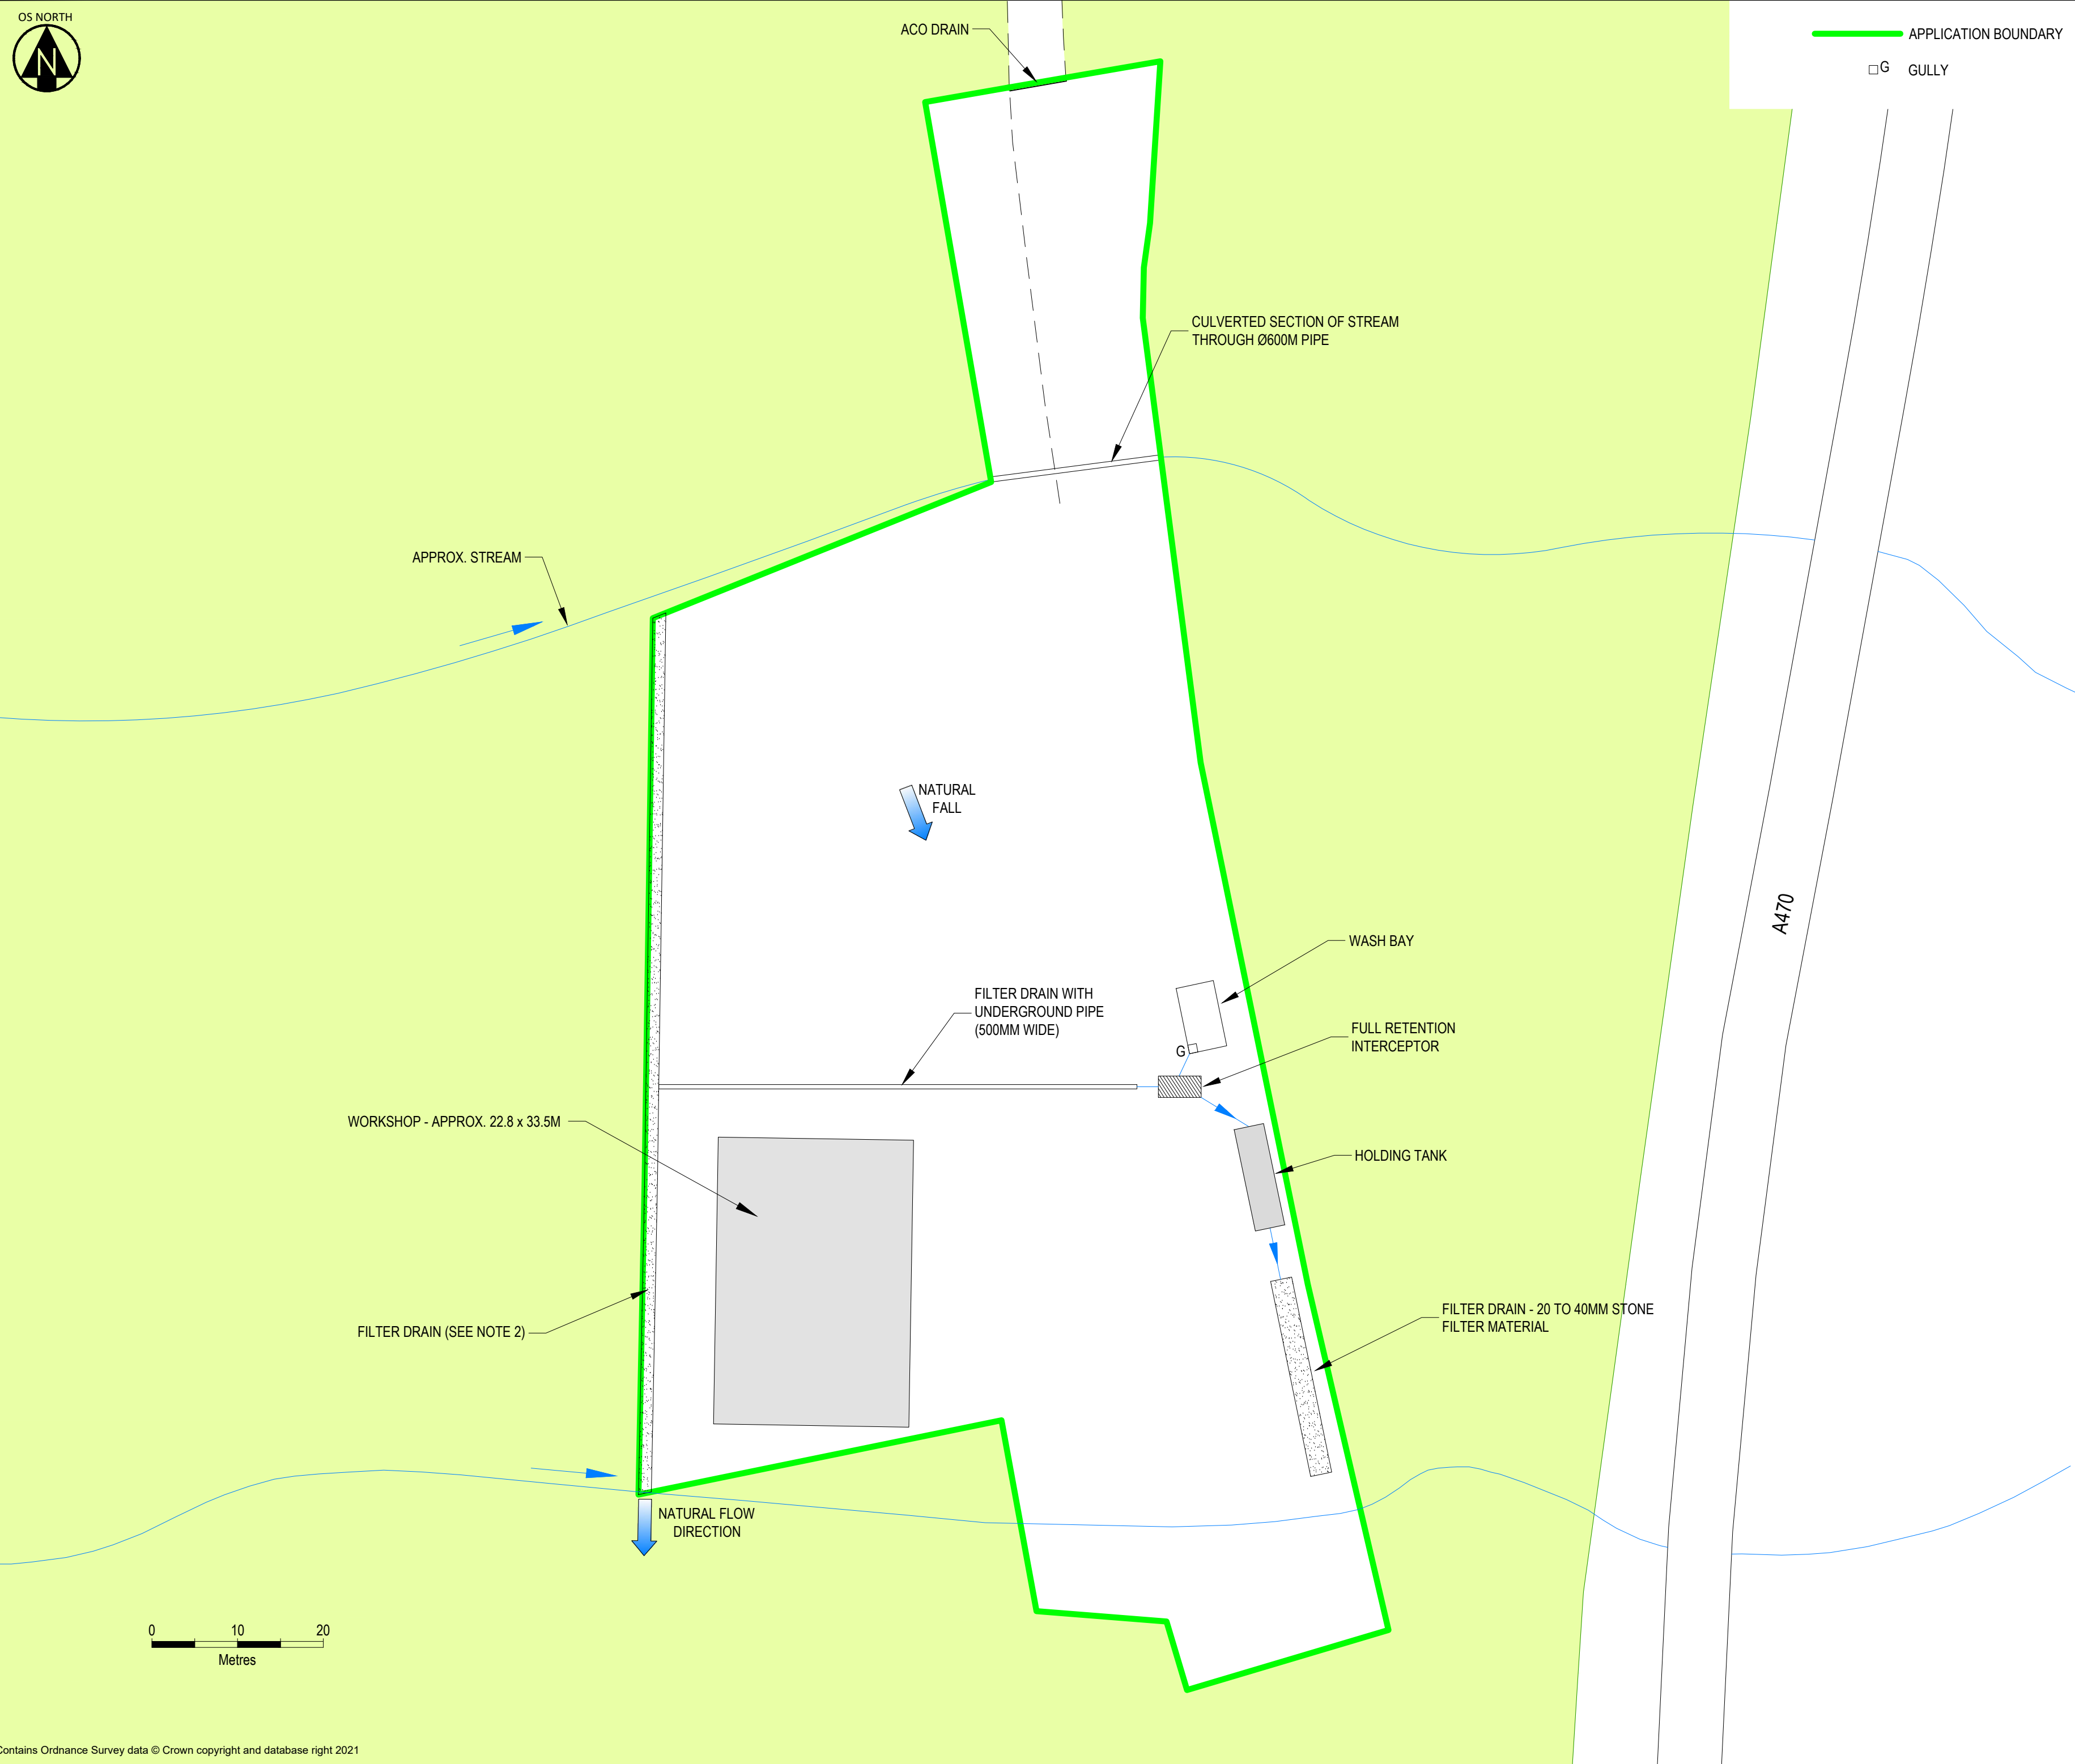 OS NORTH
N
ACO DRAIN
APPLICATION BOUNDARY
G
GULLY
CULVERTED SECTION OF STREAM
THROUGH Ø600M PIPE
APPROX. STREAM
NATURAL
FALL
A470
WASH BAY
FILTER DRAIN WITH
UNDERGROUND PIPE
(500MM WIDE)
FULL RETENTION
INTERCEPTOR
G
WORKSHOP - APPROX. 22.8 x 33.5M
HOLDING TANK
FILTER DRAIN - 20 TO 40MM STONE
FILTER MATERIAL
FILTER DRAIN (SEE NOTE 2)
NATURAL FLOW
DIRECTION
0 10 20
Metres
Contains Ordnance Survey data © Crown copyright and database right 2021